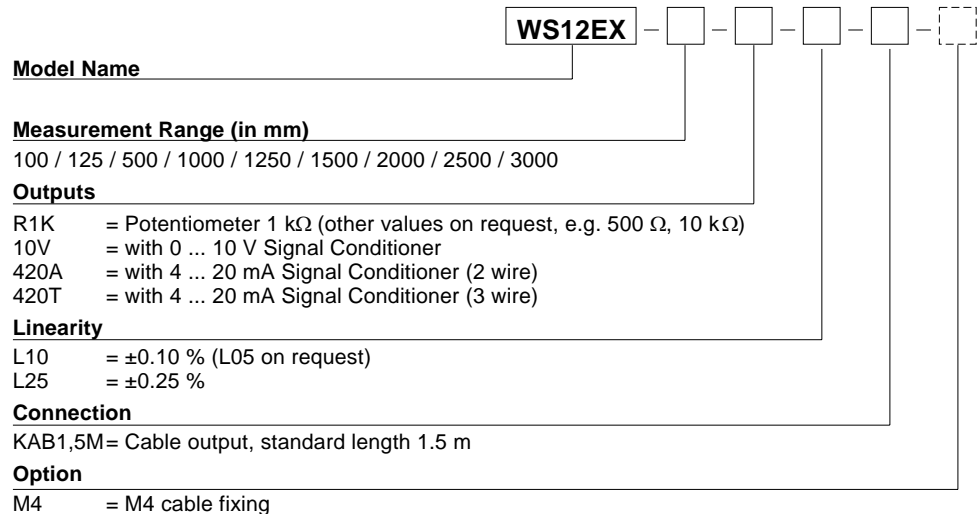 WS12EX – – – – –
Model Name
Measurement Range (in mm)
100 / 125 / 500 / 1000 / 1250 / 1500 / 2000 / 2500 / 3000
Outputs
R1K = Potentiometer 1 kΩ (other values on request, e.g. 500 Ω, 10 kΩ)
10V = with 0 ... 10 V Signal Conditioner
420A = with 4 ... 20 mA Signal Conditioner (2 wire)
420T = with 4 ... 20 mA Signal Conditioner (3 wire)
Linearity
L10 = ±0.10 % (L05 on request)
L25 = ±0.25 %
Connection
KAB1,5M= Cable output, standard length 1.5 m
Option
M4 = M4 cable fixing